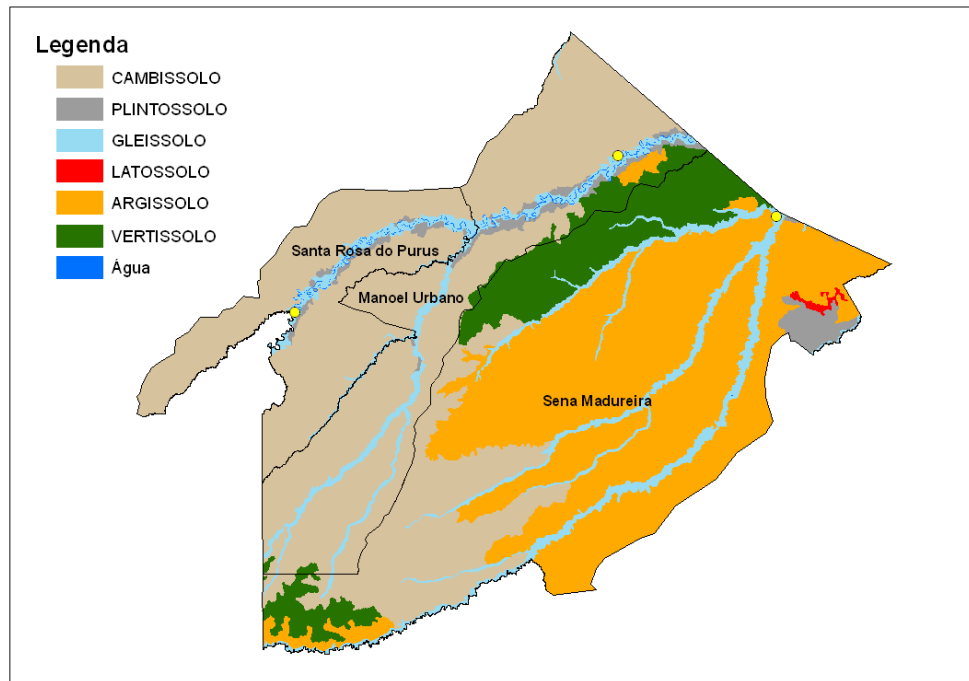 Legenda
CAMBISSOLO
PLINTOSSOLO
GLEISSOLO
LATOSSOLO
ARGISSOLO
VERTISSOLO
Água
Santa Rosa do Purus
Manoel Urbano
Sena Madureira